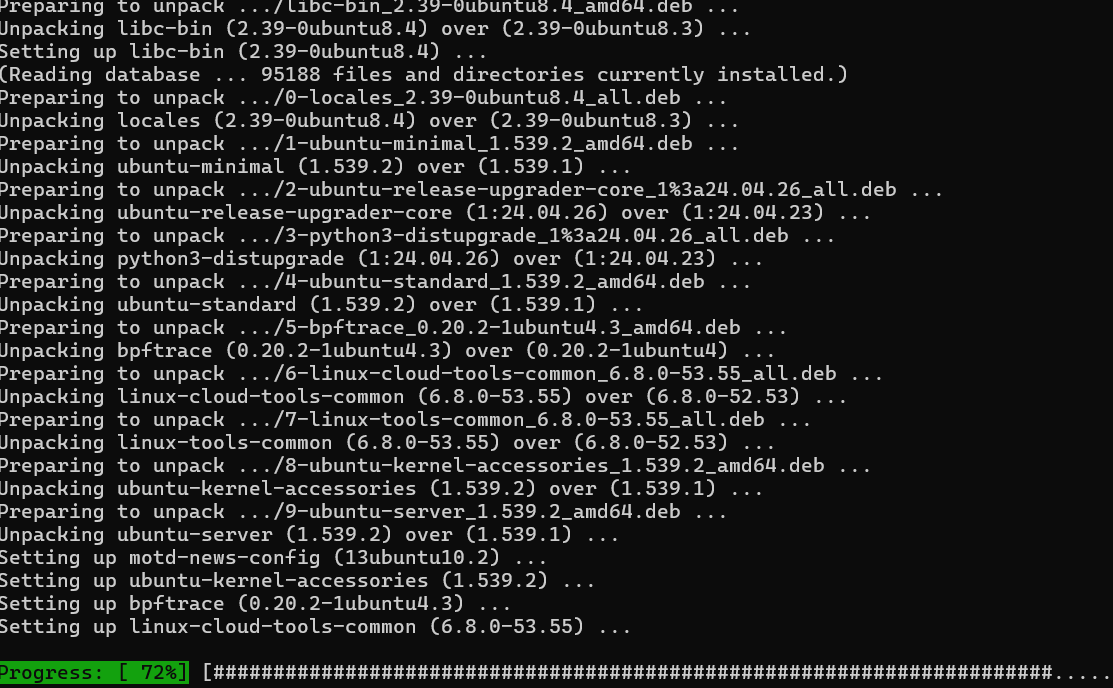 Preparing to unpack .../libc-bin_2.39-0ubuntu8.4_amd64.deb ...
Unpacking libc-bin (2.39-0ubuntu8.4) over (2.39-0ubuntu8.3) ...
Setting up libc-bin (2.39-0ubuntu8.4) ...
(Reading database ... 95188 files and directories currently installed.)
Preparing to unpack .../0-locales_2.39-0ubuntu8.4_all.deb ...
Unpacking locales (2.39-0ubuntu8.4) over (2.39-0ubuntu8.3) ...
Preparing to unpack .../1-ubuntu-minimal_1.539.2_amd64.deb ...
Unpacking ubuntu-minimal (1.539.2) over (1.539.1) ...
Preparing to unpack .../2-ubuntu-release-upgrader-core_1%3a24.04.26_all.deb ...
Unpacking ubuntu-release-upgrader-core (1:24.04.26) over (1:24.04.23) ...
Preparing to unpack .../3-python3-distupgrade_1%3a24.04.26_all.deb ...
Unpacking python3-distupgrade (1:24.04.26) over (1:24.04.23) ...
Preparing to unpack .../4-ubuntu-standard_1.539.2_amd64.deb ...
Unpacking ubuntu-standard (1.539.2) over (1.539.1) ...
Preparing to unpack .../5-bpftrace_0.20.2-1ubuntu4.3_amd64.deb ...
Unpacking bpftrace (0.20.2-1ubuntu4.3) over (0.20.2-1ubuntu4) ...
Preparing to unpack .../6-linux-cloud-tools-common_6.8.0-53.55_all.deb ...
Unpacking linux-cloud-tools-common (6.8.0-53.55) over (6.8.0-52.53) ...
Preparing to unpack .../7-linux-tools-common_6.8.0-53.55_all.deb ...
Unpacking linux-tools-common (6.8.0-53.55) over (6.8.0-52.53) ...
Preparing to unpack .../8-ubuntu-kernel-accessories_1.539.2_amd64.deb ...
Unpacking ubuntu-kernel-accessories (1.539.2) over (1.539.1) ...
Preparing to unpack .../9-ubuntu-server_1.539.2_amd64.deb ...
Unpacking ubuntu-server (1.539.2) over (1.539.1) ...
Setting up motd-news-config (13ubuntu10.2) ...
Setting up ubuntu-kernel-accessories (1.539.2) ...
Setting up bpftrace (0.20.2-1ubuntu4.3) ...
Setting up linux-cloud-tools-common (6.8.0-53.55) ...
Progress: [ 72%] [######################################################################.....